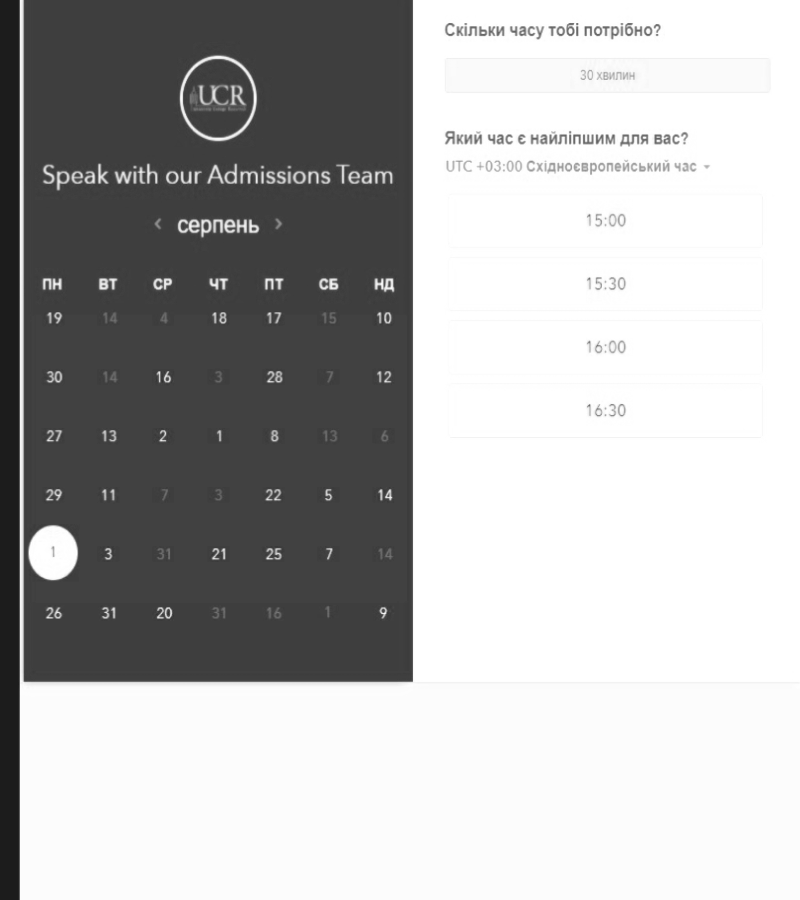 UCR
Speak with our Admissions Team
‹ серпень ›
ПН ВТ СР ЧТ ПТ СБ НД
19 14 4 18 17 15 10
30 14 16 3 28 7 12
27 13 2 1 8 13 6
29 11 7 3 22 5 14
1 3 31 21 25 7 14
26 31 20 31 16 1 9
Скільки часу тобі потрібно?
30 хвилин
Який час є найліпшим для вас?
UTC +03:00 Східноєвропейський час
15:00
15:30
16:00
16:30